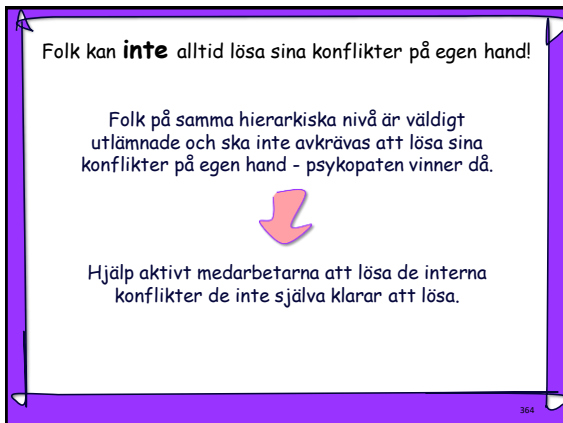 Folk kan inte alltid lösa sina konflikter på egen hand!
Folk på samma hierarkiska nivå är väldigt
utlämnade och ska inte avkrävas att lösa sina
konflikter på egen hand - psykopaten vinner då.
Hjälp aktivt medarbetarna att lösa de interna
konflikter de inte själva klarar att lösa.
364